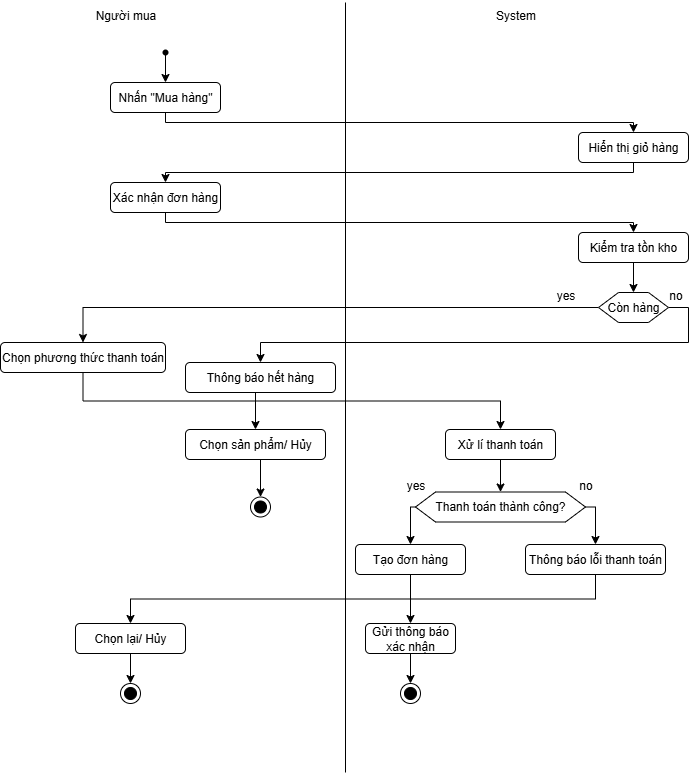 Người mua
System
Nhấn "Mua hàng"
Hiển thị giỏ hàng
Xác nhận đơn hàng
Kiểm tra tồn kho
yes
no
Còn hàng
Chọn phương thức thanh toán
Thông báo hết hàng
Chọn sản phẩm/ Hủy
Xử lí thanh toán
yes
no
Thanh toán thành công?
Tạo đơn hàng
Thông báo lỗi thanh toán
Chọn lại/ Hủy
Gửi thông báo
xác nhận